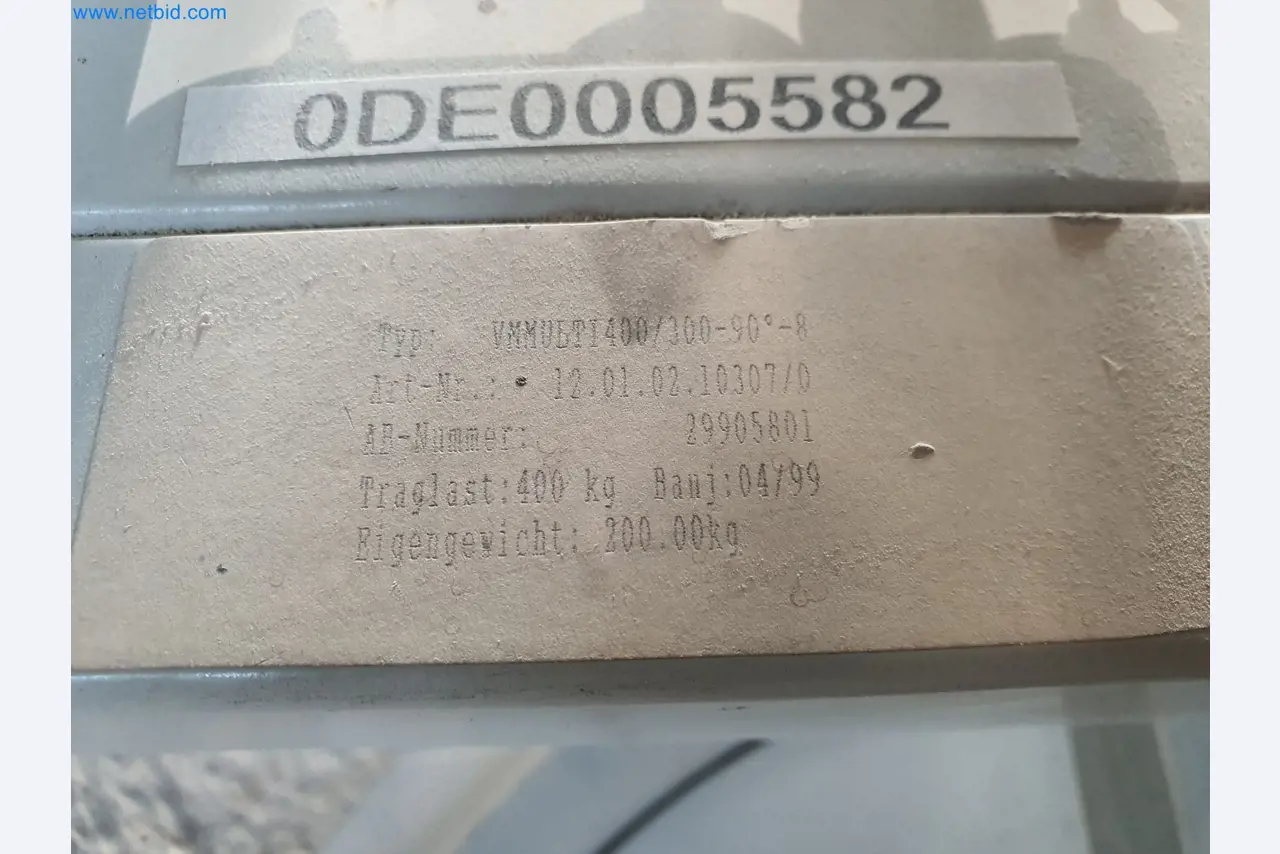 www.netbid.com
0DE0005582
Typ: VMMULTI400/300-90°-8
Art-Nr.: 12.01.02.10307/0
AB-Nummer: 29905801
Traglast:400 kg Bauj:04/99
Eigengewicht: 200.00kg